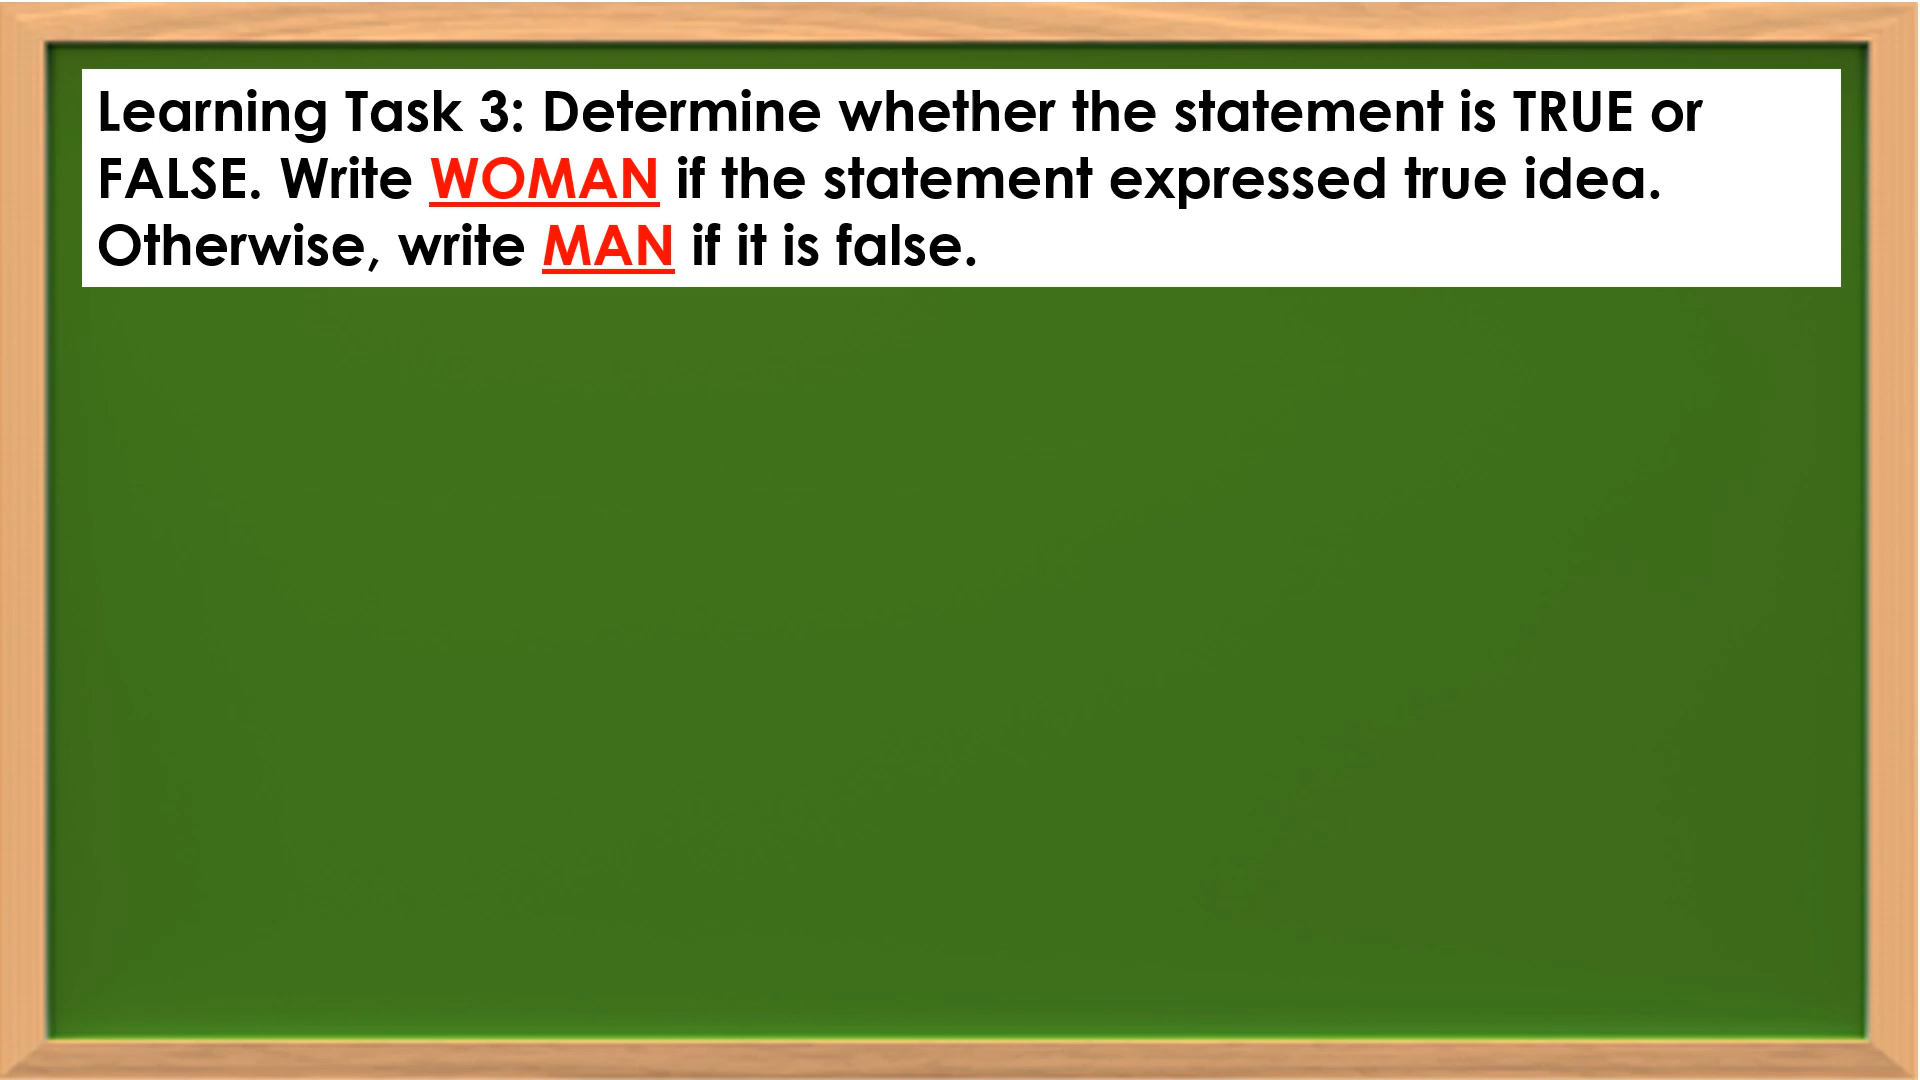 Learning Task 3: Determine whether the statement is TRUE or
FALSE. Write WOMAN if the statement expressed true idea.
Otherwise, write MAN if it is false.